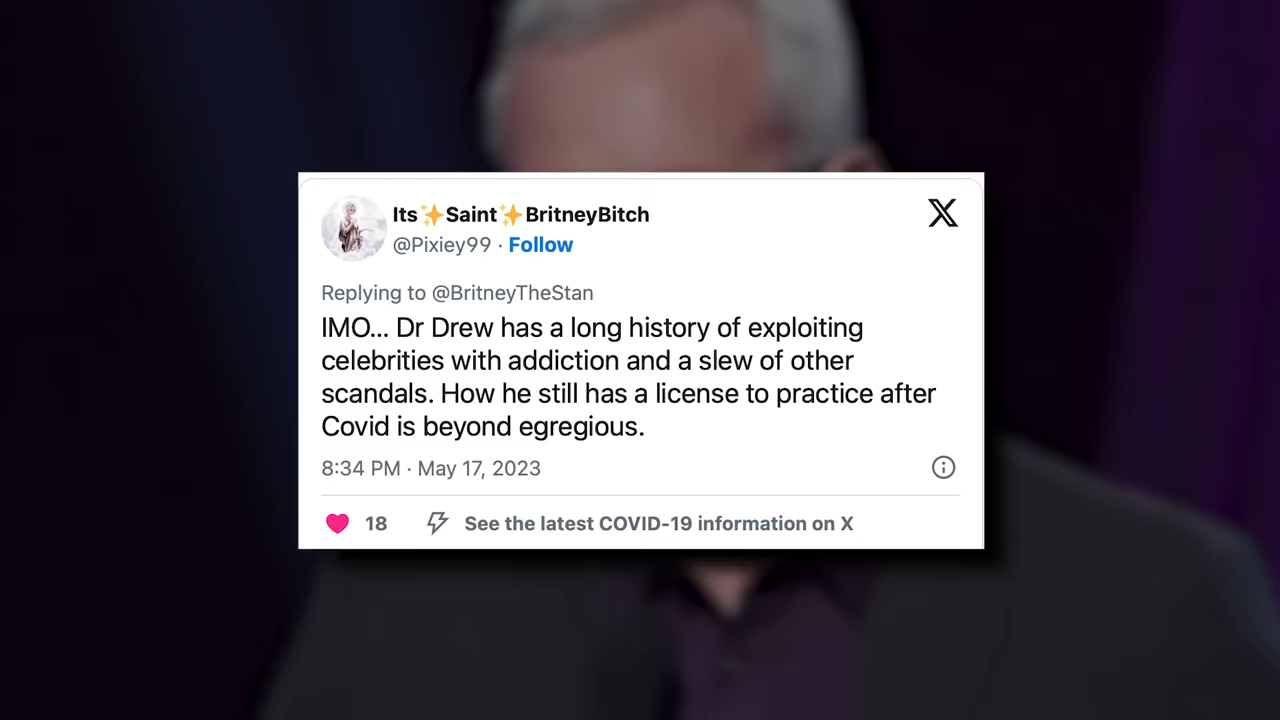 Its✨Saint✨BritneyBitch
@Pixiey99 · Follow
Replying to @BritneyTheStan
IMO... Dr Drew has a long history of exploiting
celebrities with addiction and a slew of other
scandals. How he still has a license to practice after
Covid is beyond egregious.
8:34 PM · May 17, 2023
18 See the latest COVID-19 information on X